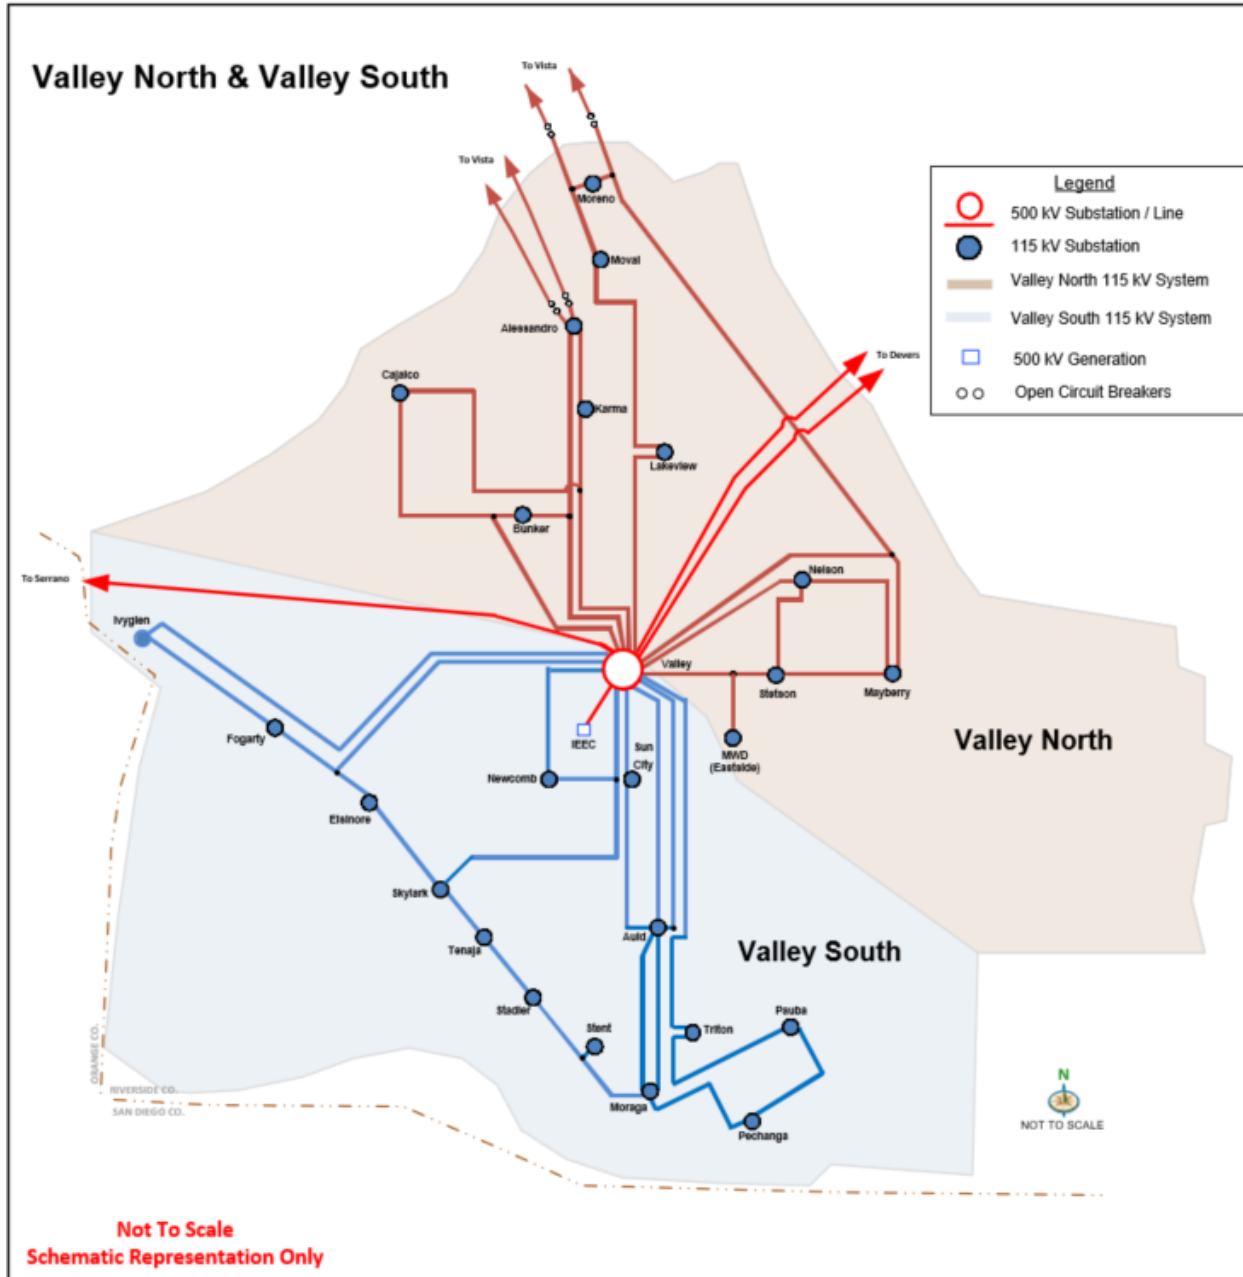 Valley North & Valley South
To Vista
To Vista
Moreno
Moval
Alessandro
Cajalco
Karma
Lakeview
Bunker
To Devers
Legend
500 kV Substation / Line
115 kV Substation
Valley North 115 kV System
Valley South 115 kV System
500 kV Generation
Open Circuit Breakers
To Serrano
Ivyglen
Nelson
Valley
Stetson
Mayberry
Fogarty
IEEC
Sun
City
MWD
(Eastside)
Valley North
Newcomb
Elsinore
Skylark
Auld
Valley South
Tenaja
Stadler
Stent
Triton
Pauba
Moraga
Pechanga
ORANGE CO.
RIVERSIDE CO.
SAN DIEGO CO.
N
NOT TO SCALE
Not To Scale
Schematic Representation Only